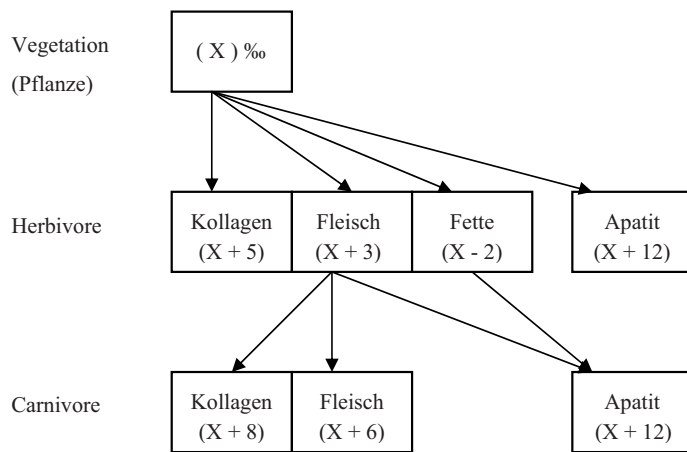 Vegetation
(Pflanze)
( X ) ‰
Herbivore
Kollagen
(X + 5)
Fleisch
(X + 3)
Fette
(X - 2)
Apatit
(X + 12)
Carnivore
Kollagen
(X + 8)
Fleisch
(X + 6)
Apatit
(X + 12)